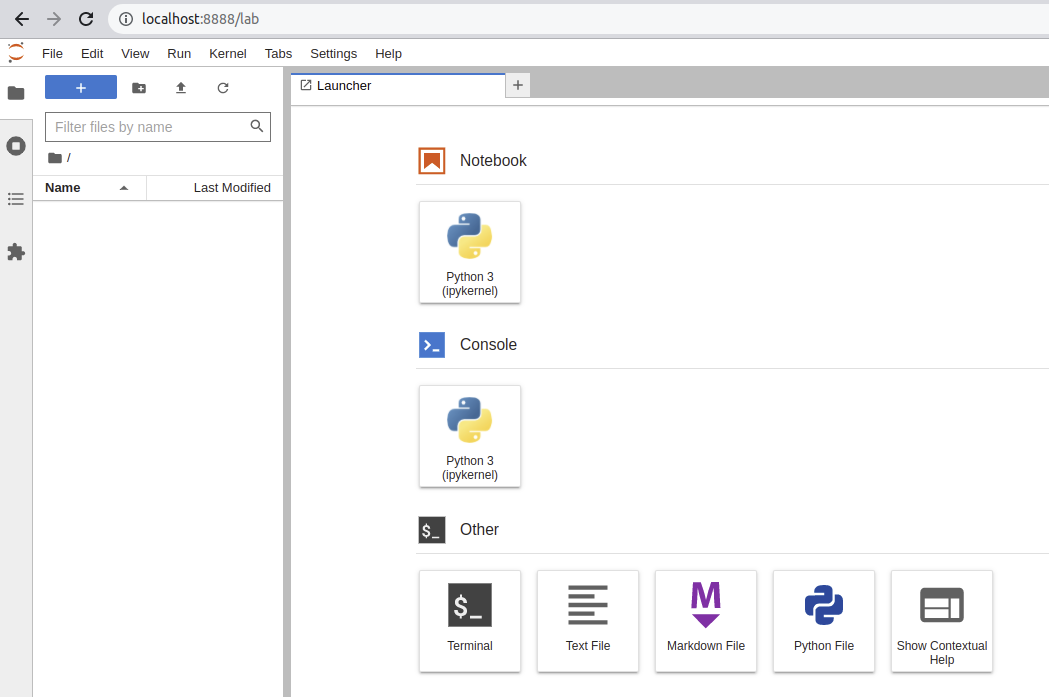 localhost:8888/lab
File Edit View Run Kernel Tabs Settings Help
+
Launcher
+
Filter files by name
/
Name Last Modified
Notebook
Python 3
(ipykernel)
>_ Console
Python 3
(ipykernel)
$_ Other
$_
Terminal
Text File
M
Markdown File
Python File
Show Contextual
Help